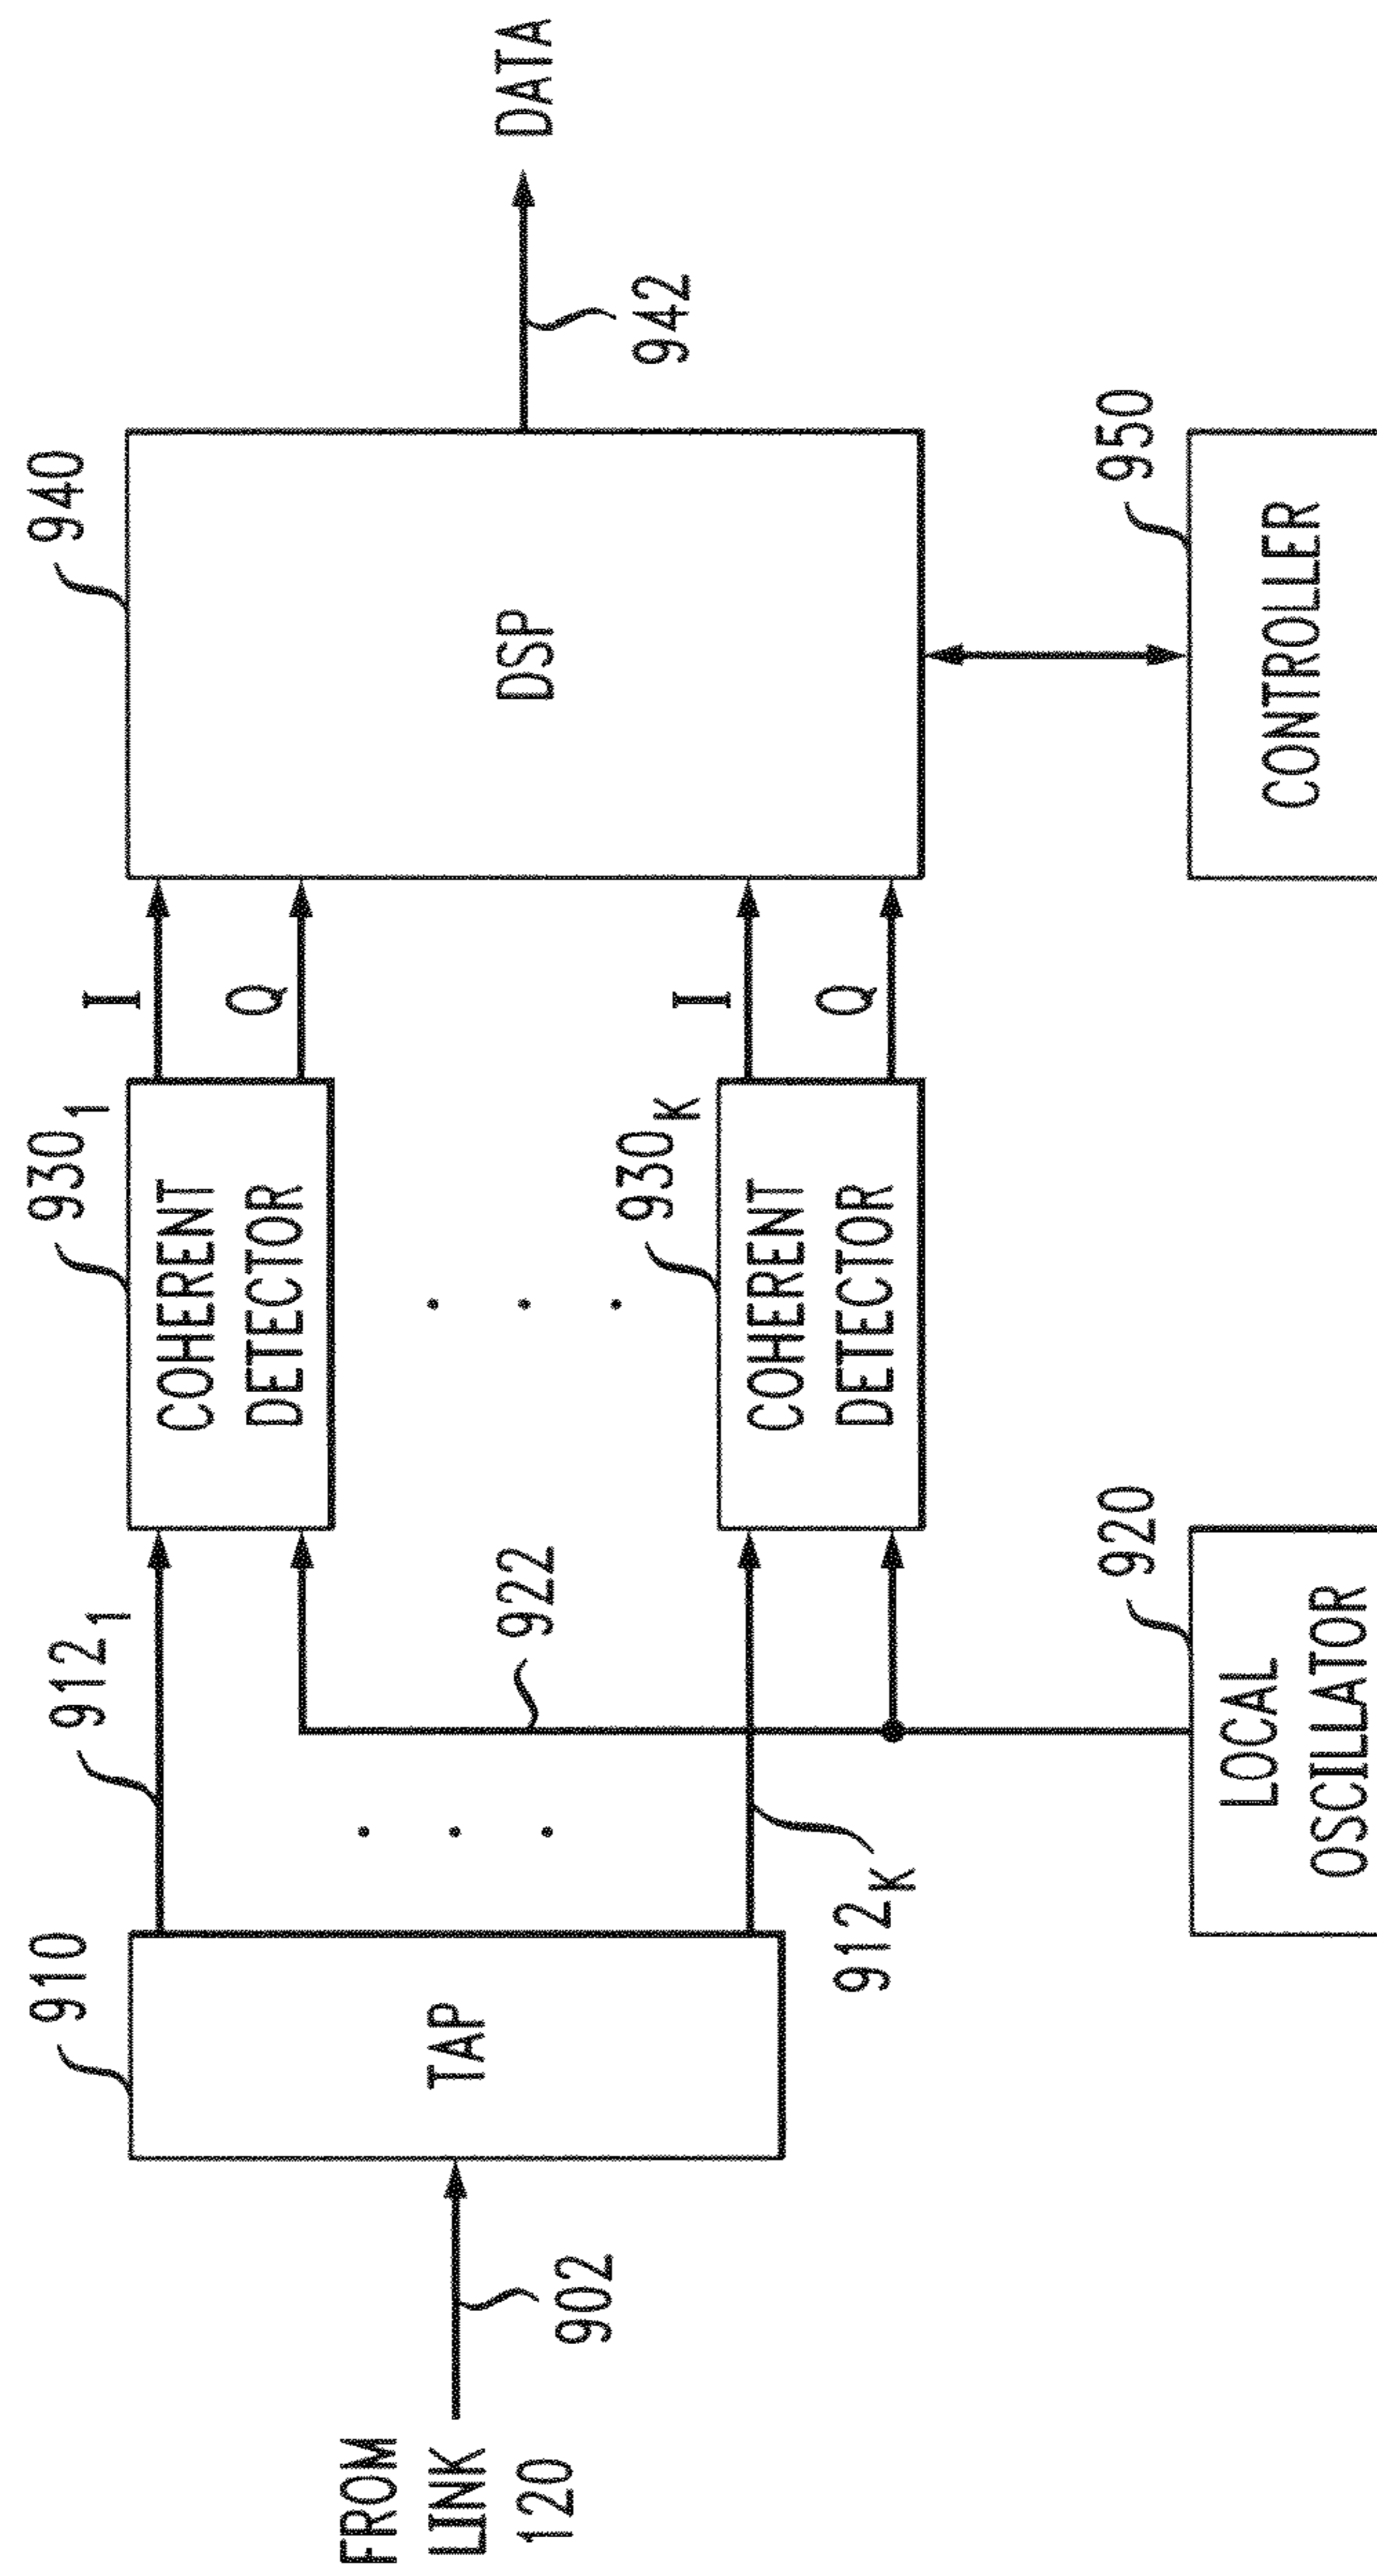 FROM
LINK
120
902
910
TAP
912₁
912K
922
930₁
COHERENT
DETECTOR
I
Q
930K
COHERENT
DETECTOR
I
Q
940
DSP
942
DATA
920
LOCAL
OSCILLATOR
950
CONTROLLER